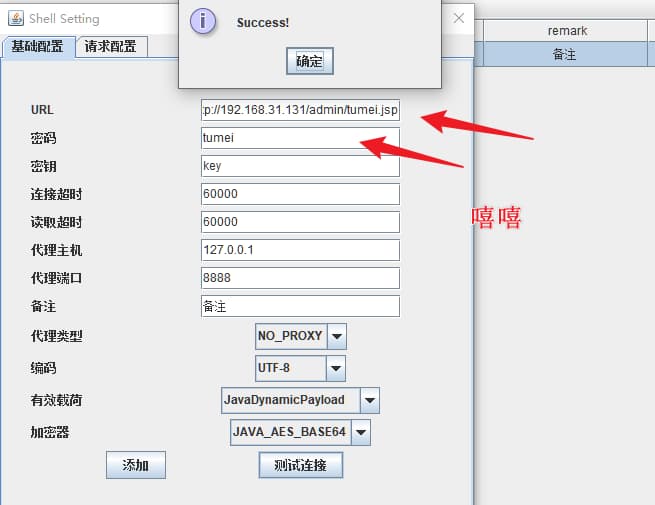 Shell Setting
Success!
确定
remark
备注
基础配置 请求配置
URL :p://192.168.31.131/admin/tumei.jsp
密码 tumei
密钥 key
连接超时 60000
读取超时 60000
嘻嘻
代理主机 127.0.0.1
代理端口 8888
备注 备注
代理类型 NO_PROXY
编码 UTF-8
有效载荷 JavaDynamicPayload
加密器 JAVA_AES_BASE64
添加 测试连接